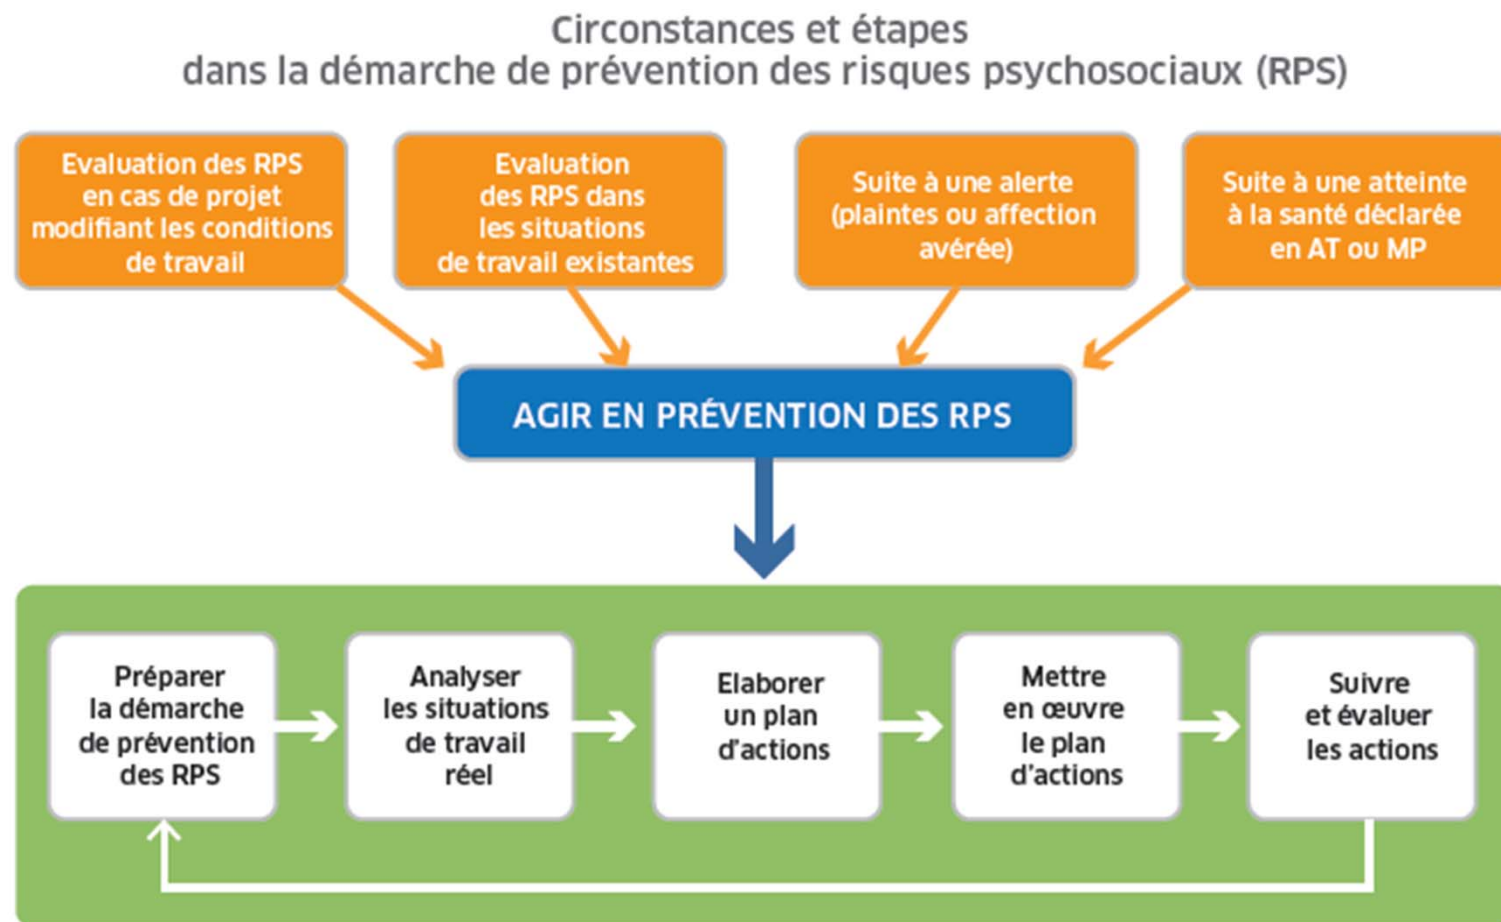 Circonstances et étapes
dans la démarche de prévention des risques psychosociaux (RPS)
Evaluation des RPS
en cas de projet
modifiant les conditions
de travail
Evaluation
des RPS dans
les situations
de travail existantes
Suite à une alerte
(plaintes ou affection
avérée)
Suite à une atteinte
à la santé déclarée
en AT ou MP
AGIR EN PRÉVENTION DES RPS
Préparer
la démarche
de prévention
des RPS
Analyser
les situations
de travail
réel
Elaborer
un plan
d'actions
Mettre
en œuvre
le plan
d'actions
Suivre
et évaluer
les actions